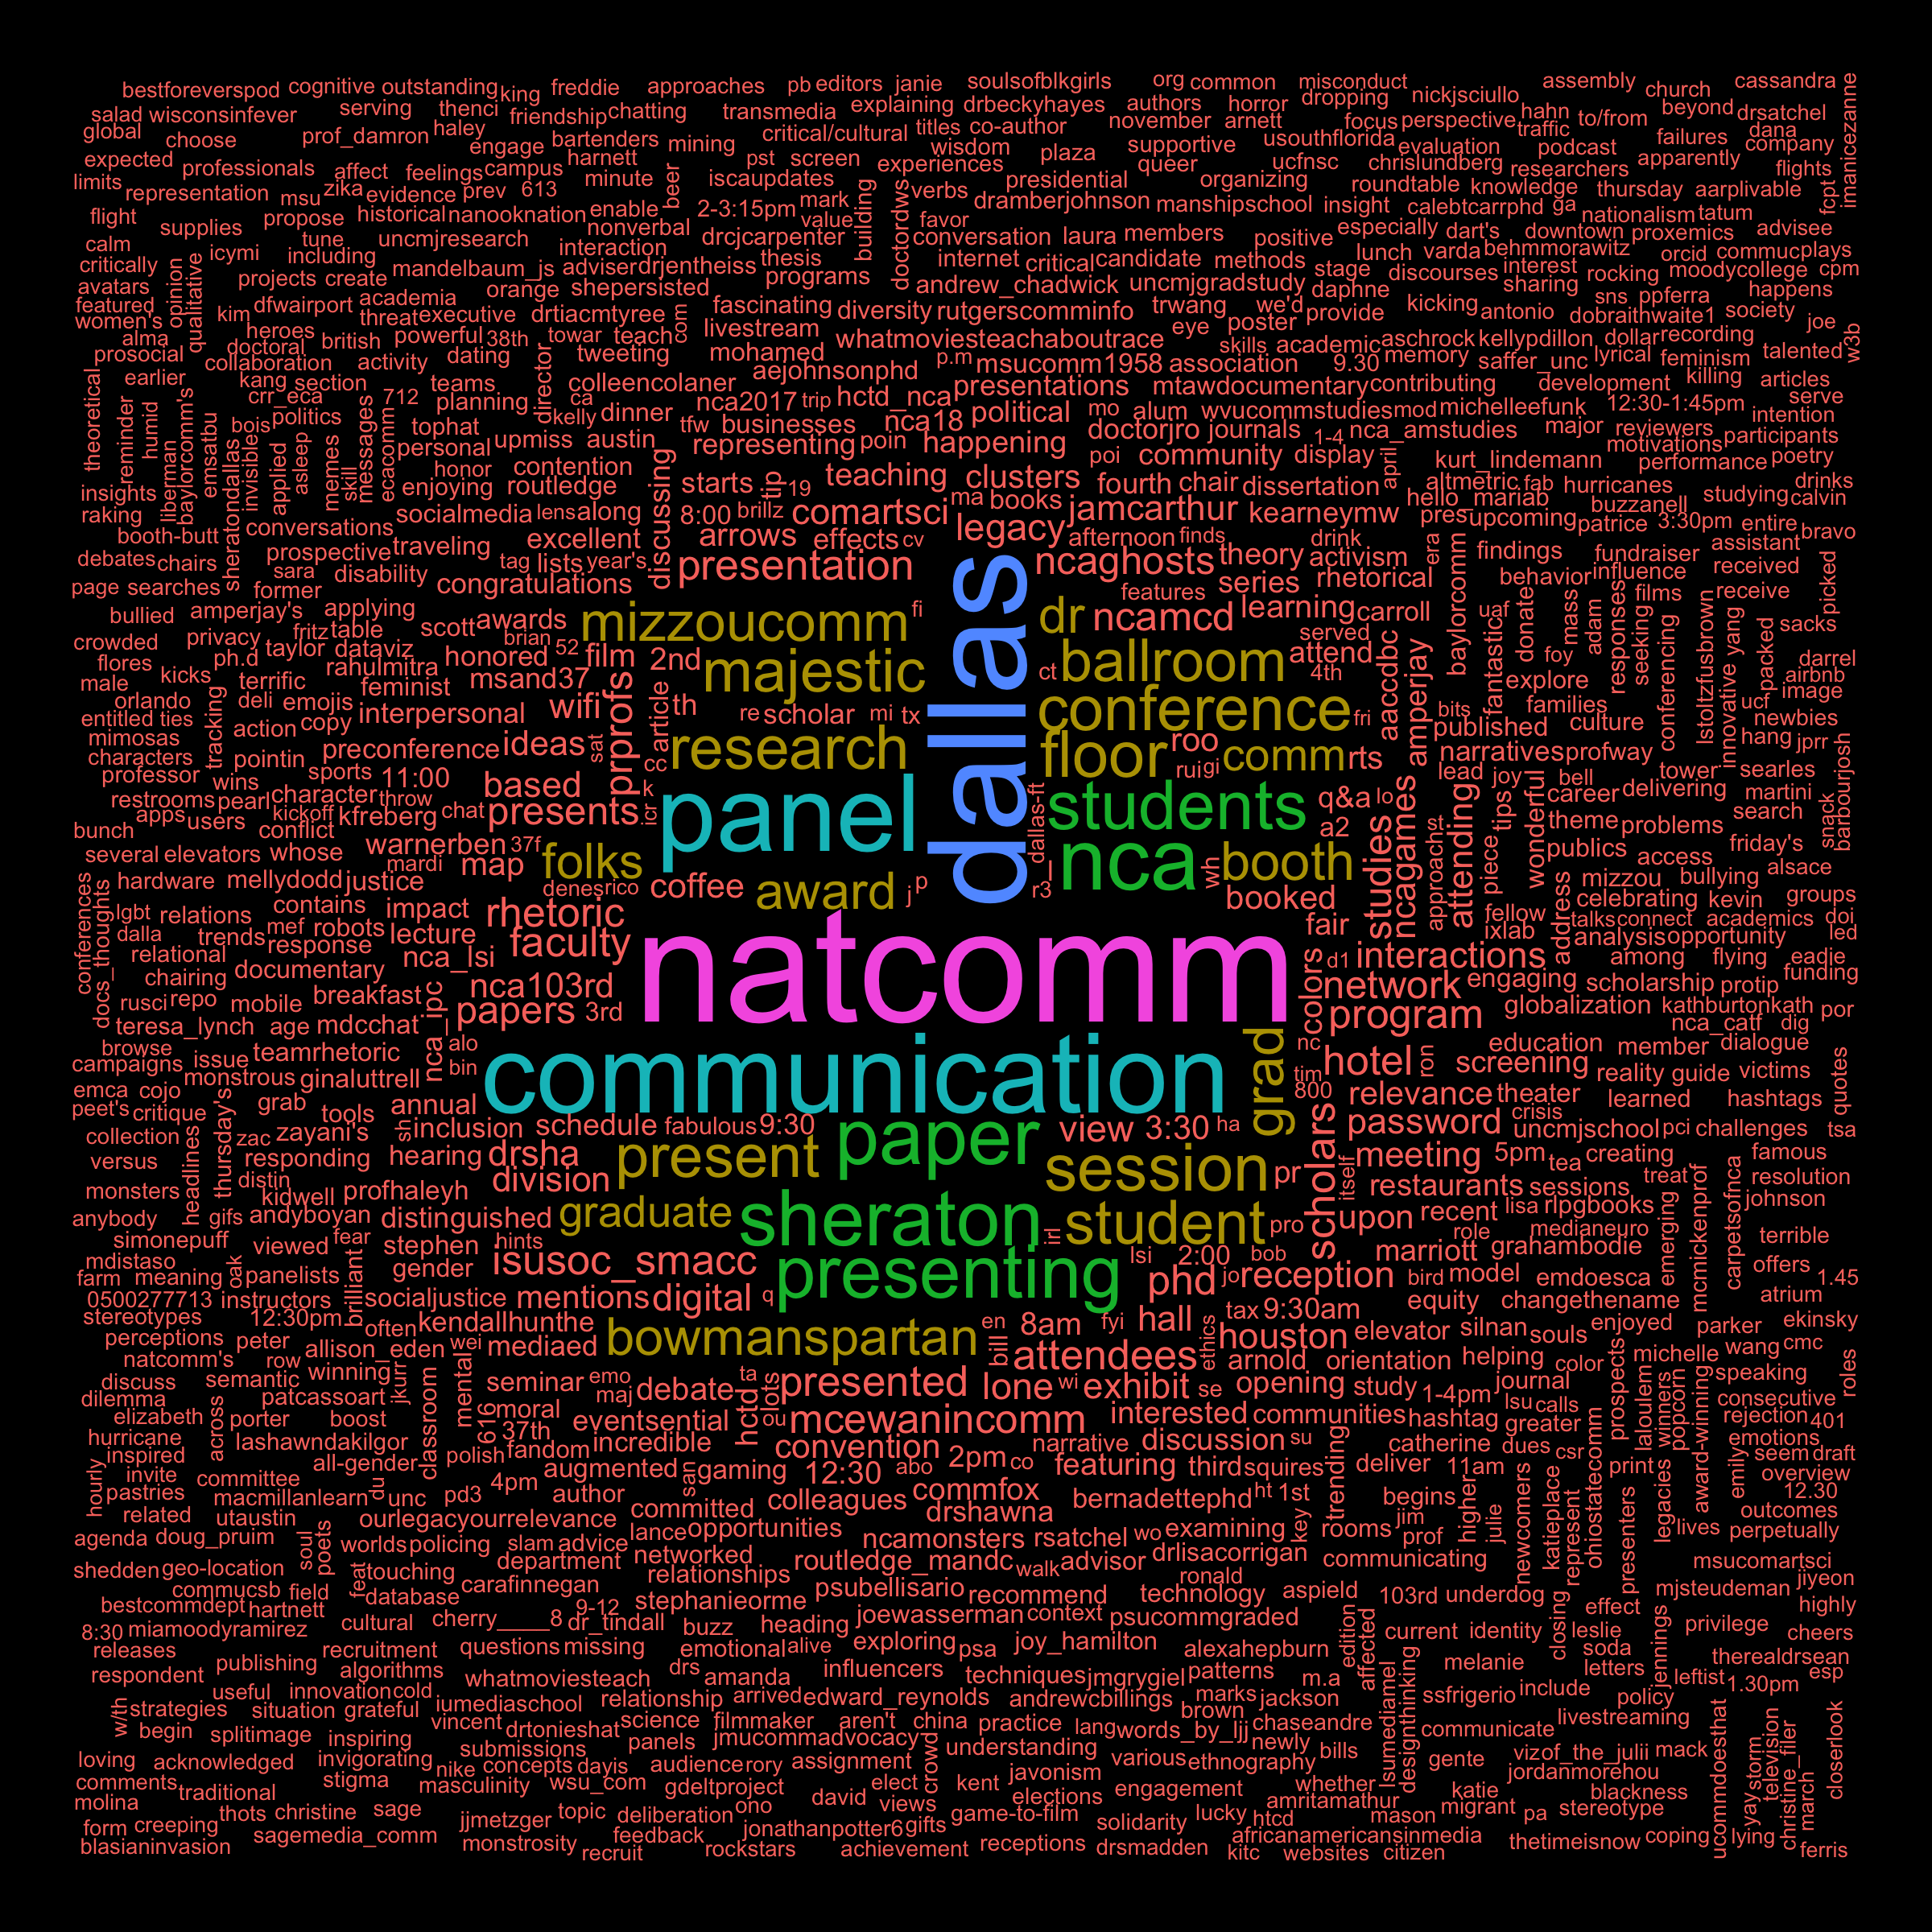 bestforeverspod cognitive outstanding king freddie approaches pb editors janie soulsofblkgirls org common misconduct assembly church cassandra
salad wisconsinfever serving thenci friendship chatting transmedia explaining drbeckyhayes authors horror dropping nickjsciullo hahn to/from beyond drsatchel imanicezanne
global choose prof_damron haley engage bartenders mining critical/cultural titles co-author november arnett focus perspective traffic failures dana
expected professionals affect feelings campus harnett pst screen wisdom plaza supportive usouthflorida evaluation podcast apparently company
limits representation msu zika evidence prev 613 minute beer iscaupdates experiences presidential queer ucfnsc chrislundberg researchers flights
flight supplies propose historical nanooknation enable 2-3:15pm mark building doctordws verbs dramberjohnson organizing manshipschool insight roundtable knowledge thursday aarplivable fcpt
calm icymi tune uncmjresearch nonverbal value favor conversation laura members positive especially calebtcarrphd ga nationalism tatum advisee
critically including interaction drcjcarpenter internet critical candidate methods lunch varda dart's downtown proxemics
avatars opinion qualitative projects create mandelbaum_js adviser drjentheiss thesis programs andrew_chadwick uncmjgradstudy stage discourses behmmorawitz interest orcid commuc plays
featured kim dfwairport academia orange shepersisted fascinating diversity rutgerscomminfo trwang we'd daphne kicking sharing rocking moodycollege cpm
women's heroes threat executive drtiacmtyree livestream com eye poster provide antonio sns ppferra happens
alma doctoral british powerful 38th towar teach whatmoviesteachaboutrace skills academic aschrock kellypdillon dobraithwaite1 society joe w3b
prosocial collaboration activity dating director tweeting mohamed p.m msucomm1958 association 9.30 memory saffer_unc dollar recording lyrical feminism talented
theoretical earlier kang section 712 teams colleencolaner aejohnsonphd presentations mtawdocumentary contributing development killing articles
reminder humid crr_eca bois politics planning ca nca2017 trip hctd_nca mo alum wvucommstudies mod michelleefunk 12:30-1:45pm serve
liberman baylorcomm's emsatbu sheratondallas invisible applied asleep memes skill messages ecacomm tophat kelly dinner tfw businesses nca18 political doctorjro journals 1-4 nca_amstudies major reviewers intention
personal upmiss austin representing poin happening poi community display april motivations participants
insights honor contention discussing starts tip 19 teaching clusters fourth chair dissertation kurt_lindemann performance poetry
raking enjoying routledge 8:00 brillz comartsci ma books jamcarthur kearneymw hello_mariab altmetric fab hurricanes studying drinks
booth-butt conversations socialmedia lens along arrows effects cv legacy afternoon finds drink pres upcoming buzzanell patrice 3:30pm calvin entire bravo
debates chairs prospective traveling excellent presentation dallas ncaghosts theory activism era findings fundraiser assistant
page searches sara disability tag lists year's congratulations features series rhetorical baylorcomm behavior influence received
former bullied amperjay's applying scott awards mizzoucomm fi dr ncamcd learning carroll uaf donate films receive picked
crowded privacy fritz table brian 52 film 2nd majestic ct ballroom served attend aaccdbc amperjay fantastic mass adam responses seeking lstoltzfusbrown sacks
flores ph.d taylor dataviz honored 4th foy conferencing innovative yang packed darrel
male kicks terrific rahulmitra msand37 wifi prprofs article th re scholar mi tx conference fri explore airbnb
orlando deli emojis feminist bits families image
entitled ties tracking action copy interpersonal published culture ucf newbies
mimosas pointin preconference ideas sat cc research floor roo comm rts narratives profway hang jprr
characters sports 11:00 based k rui gi lead joy bell tower searles
professor wins character throw chat presents icr panel dallas-ft students q&a lo ncagames attending tips wonderful career delivering martini barbourjosh
restrooms pearl kickoff kfreberg a2 st theme problems search snack
apps users conflict warnerben 37f nca studies approach piece publics friday's
bunch several elevators whose mardi map folks booth wh access alsace
hardware mellydodd justice denes rico coffee award j p r3_ booked mizzou bullying
conferences lgbt relations contains impact rhetoric natcomm fair address fellow celebrating kevin groups
dalla trends mef robots lecture faculty ixlab talks connect academics doi
docs_thoughts relational response nca_lsi colors d1 interactions analysis opportunity led
chairing documentary nca103rd network engaging among flying eadie
rusci repo mobile breakfast nca_ipc papers 3rd program scholarship protip funding
teresa_lynch age mdcchat alo globalization kathburtonkath por
browse teamrhetoric bin communication grad nc hotel ron education nca_catf dig
campaigns issue monstrous ginaluttrell tim screening member dialogue
emca cojo 800 relevance theater reality guide victims quotes
peet's critique grab tools annual crisis learned hashtags
collection headlines thursday's zac zayani's sh inclusion schedule fabulous 9:30 paper view 3:30 ha scholars password uncmjschool pci challenges tsa
versus responding hearing drsha present session pr itself meeting 5pm tea creating famous
monsters distin kidwell profhaleyh division restaurants sessions treat resolution
anybody gifs andyboyan distinguished graduate sheraton irl student pro upon recent lisa rlpgbooks emerging mcmickenprof carpetsofnca johnson
simonepuff viewed fear stephen hints role medianeuro terrible
mdistaso oak gender lsusoc_smacc presenting lsi 2:00 bob marriott grahambodie
farm meaning panelists brilliant q phd jo reception bird model emdoesca offers 1.45
0500277713 instructors socialjustice mentions digital equity changethename atrium
stereotypes 12:30pm often kendallhunthe en 8am fyi hall tax 9:30am enjoyed ekinsky
perceptions peter allison_eden wei mediaed bowmanspartan bill ethics houston elevator silnan souls parker cmc
natcomm's row winning attendees arnold orientation helping color michelle wang
discuss semantic jkurr mental seminar emo ta presented lone wi exhibit se opening study 1-4pm journal prospects laloulem winners popcorn award-winning speaking roles
dilemma patcassoart classroom 616 moral maj debate hctd lots lsu calls consecutive
elizabeth across porter boost eventsential ou mcewanincomm interested communities hashtag greater rejection 401
hurricane lashawndakilgor 37th incredible convention narrative discussion su trending catherine dues csr emotions
hourly inspired all-gender polish fandom augmented san gaming 12:30 abo 2pm co featuring third squires deliver 11am newcomers katieplace represent ohiostatecomm print emily seem draft
invite committee du 4pm overview
pastries macmillanlearn unc pd3 author committed colleagues commfox bernadettephd ht 1st begins higher julie presenters legacies 12.30
related utaustin ourlegacyourrelevance lance opportunities drshawna key jim outcomes
agenda doug_pruim soul poets worlds policing slam advice networked ncamonsters rsatchel wo examining rooms prof lives perpetually
shedden geo-location feat touching department relationships routledge_mandc walk advisor drlisacorrigan communicating msucomartsci
commucsb field database carafinnegan stephanieorme psubellisario recommend technology ronald aspield 103rd underdog mjsteudeman jiyeon
bestcommdept hartnett 9-12 joewasserman context psucommgraded effect highly
8:30 miamoodyramirez cultural cherry____8 dr_tindall buzz heading edition affected current identity closing leslie privilege cheers
releases recruitment questions missing emotional alive exploring psa joy_hamilton alexahepburn soda jennings therealdrsean
respondent publishing algorithms whatmoviesteach drs amanda influencers techniques jmgrygiel patterns m.a melanie letters leftist esp
w/th useful innovation cold iumediaschool relationship arrived edward_reynolds andrewcbillings marks jackson lsumediamel designthinking ssfrigerio include policy 1.30pm
strategies situation grateful vincent science filmmaker aren't china practice lang brown words_by_ljj chaseandre livestreaming ucommdoesthat
begin splitimage inspiring drtonieshat panels jmucommadvocacy crowd understanding newly communicate yay storm television christine_filer march closerlook
loving acknowledged invigorating submissions audience rory assignment various ethnography bills gente vizof_the_julii mack
comments traditional stigma nike concepts dayis javonism jordanmorehou
molina masculinity wsu_com gdeltproject david elect kent elections engagement whether katie blackness
form creeping thots christine sage jjmetzger topic deliberation ono views game-to-film solidarity amritamathur mason migrant pa stereotype
sagemedia_comm monstrosity feedback jonathanpotter6 gifts lucky htcd africanamericansinmedia thetimeisnow coping lying
blasianinvasion recruit rockstars achievement receptions drsmadden kitc websites citizen ferris